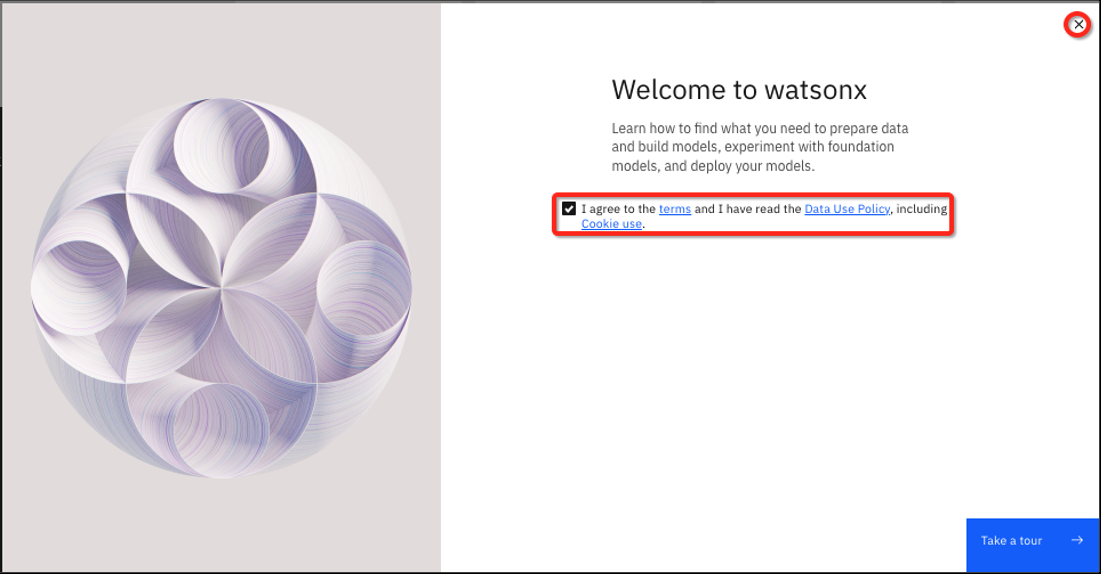 Welcome to watsonx
Learn how to find what you need to prepare data
and build models, experiment with foundation
models, and deploy your models.
I agree to the terms and I have read the Data Use Policy, including
Cookie use.
Take a tour